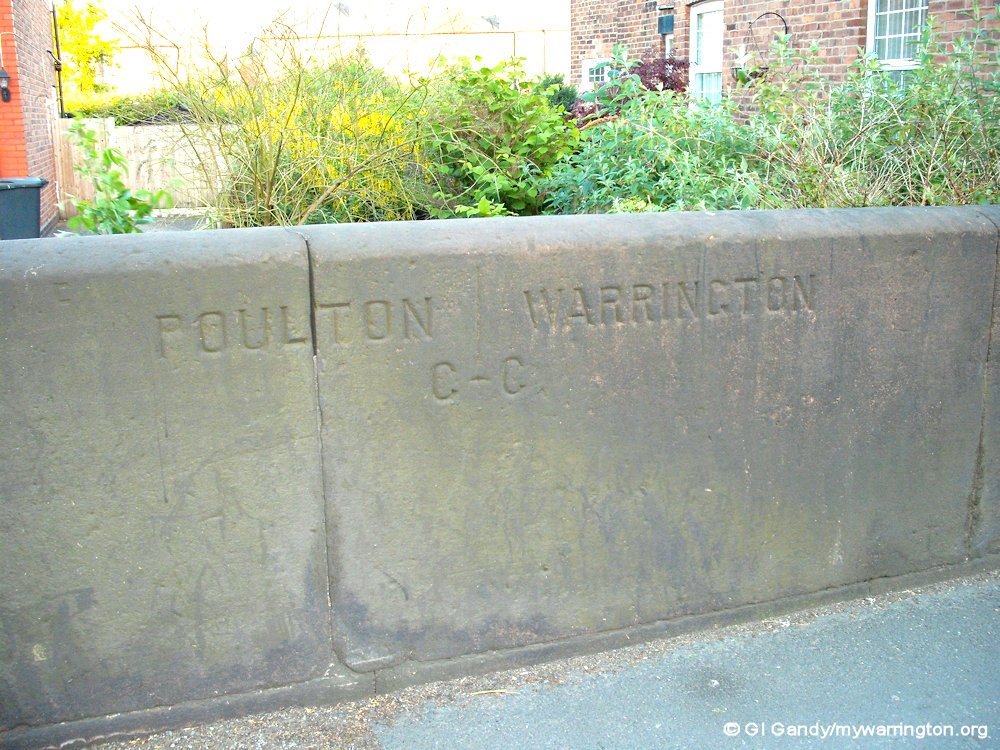 POULTON WARRINGTON
C-C
© GI Gandy/mywarrington.org